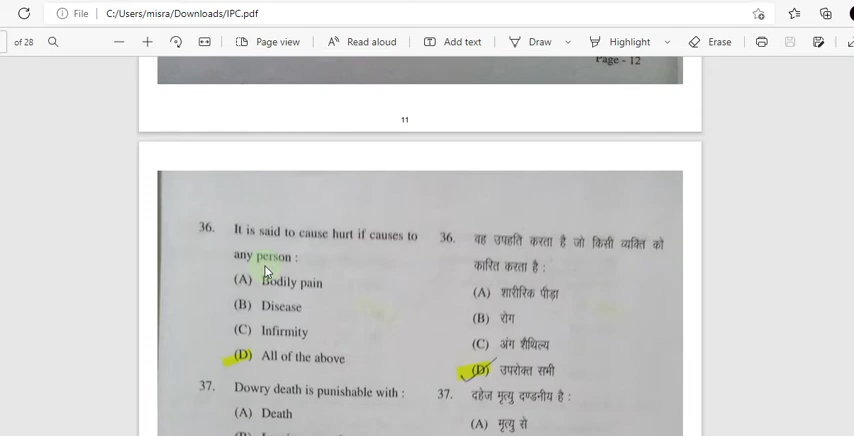 File C:/Users/misra/Downloads/IPC.pdf
of 28 Page view Read aloud Add text Draw Highlight Erase
Page - 12
11
36. It is said to cause hurt if causes to
any person :
(A) Bodily pain
(B) Disease
(C) Infirmity
(D) All of the above
37. Dowry death is punishable with :
(A) Death
36. वह उपहति करता है जो किसी व्यक्ति को
कारित करता है :
(A) शारीरिक पीड़ा
(B) रोग
(C) अंग शैथिल्य
(D) उपरोक्त सभी
37. दहेज मृत्यु दण्डनीय है :
(A) मृत्यु से